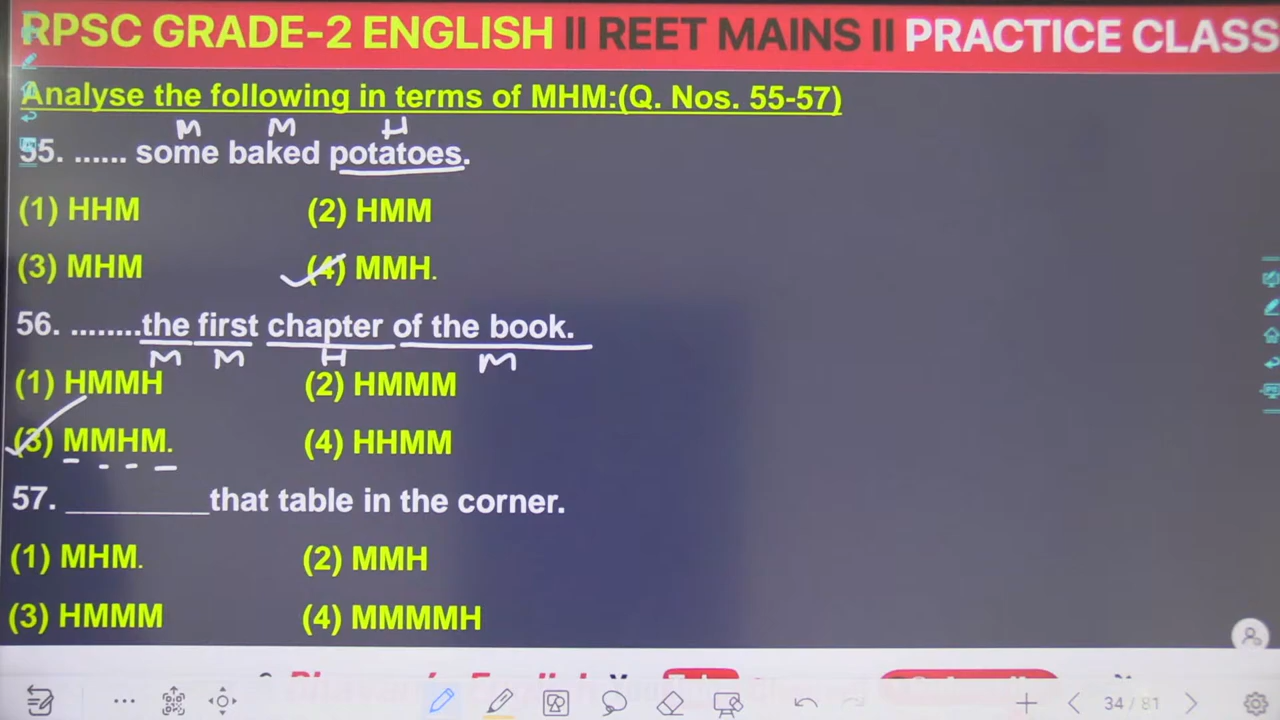 RPSC GRADE-2 ENGLISH II REET MAINS II PRACTICE CLASS
Analyse the following in terms of MHM:(Q. Nos. 55-57)
M M H
55. ...... some baked potatoes.
(1) HHM (2) HMM
(3) MHM (4) MMH.
56. ........the first chapter of the book.
M M H M
(1) HMMH (2) HMMM
(3) MMHM. (4) HHMM
57. _________that table in the corner.
(1) MHM. (2) MMH
(3) HMMM (4) MMMMH
34 / 81